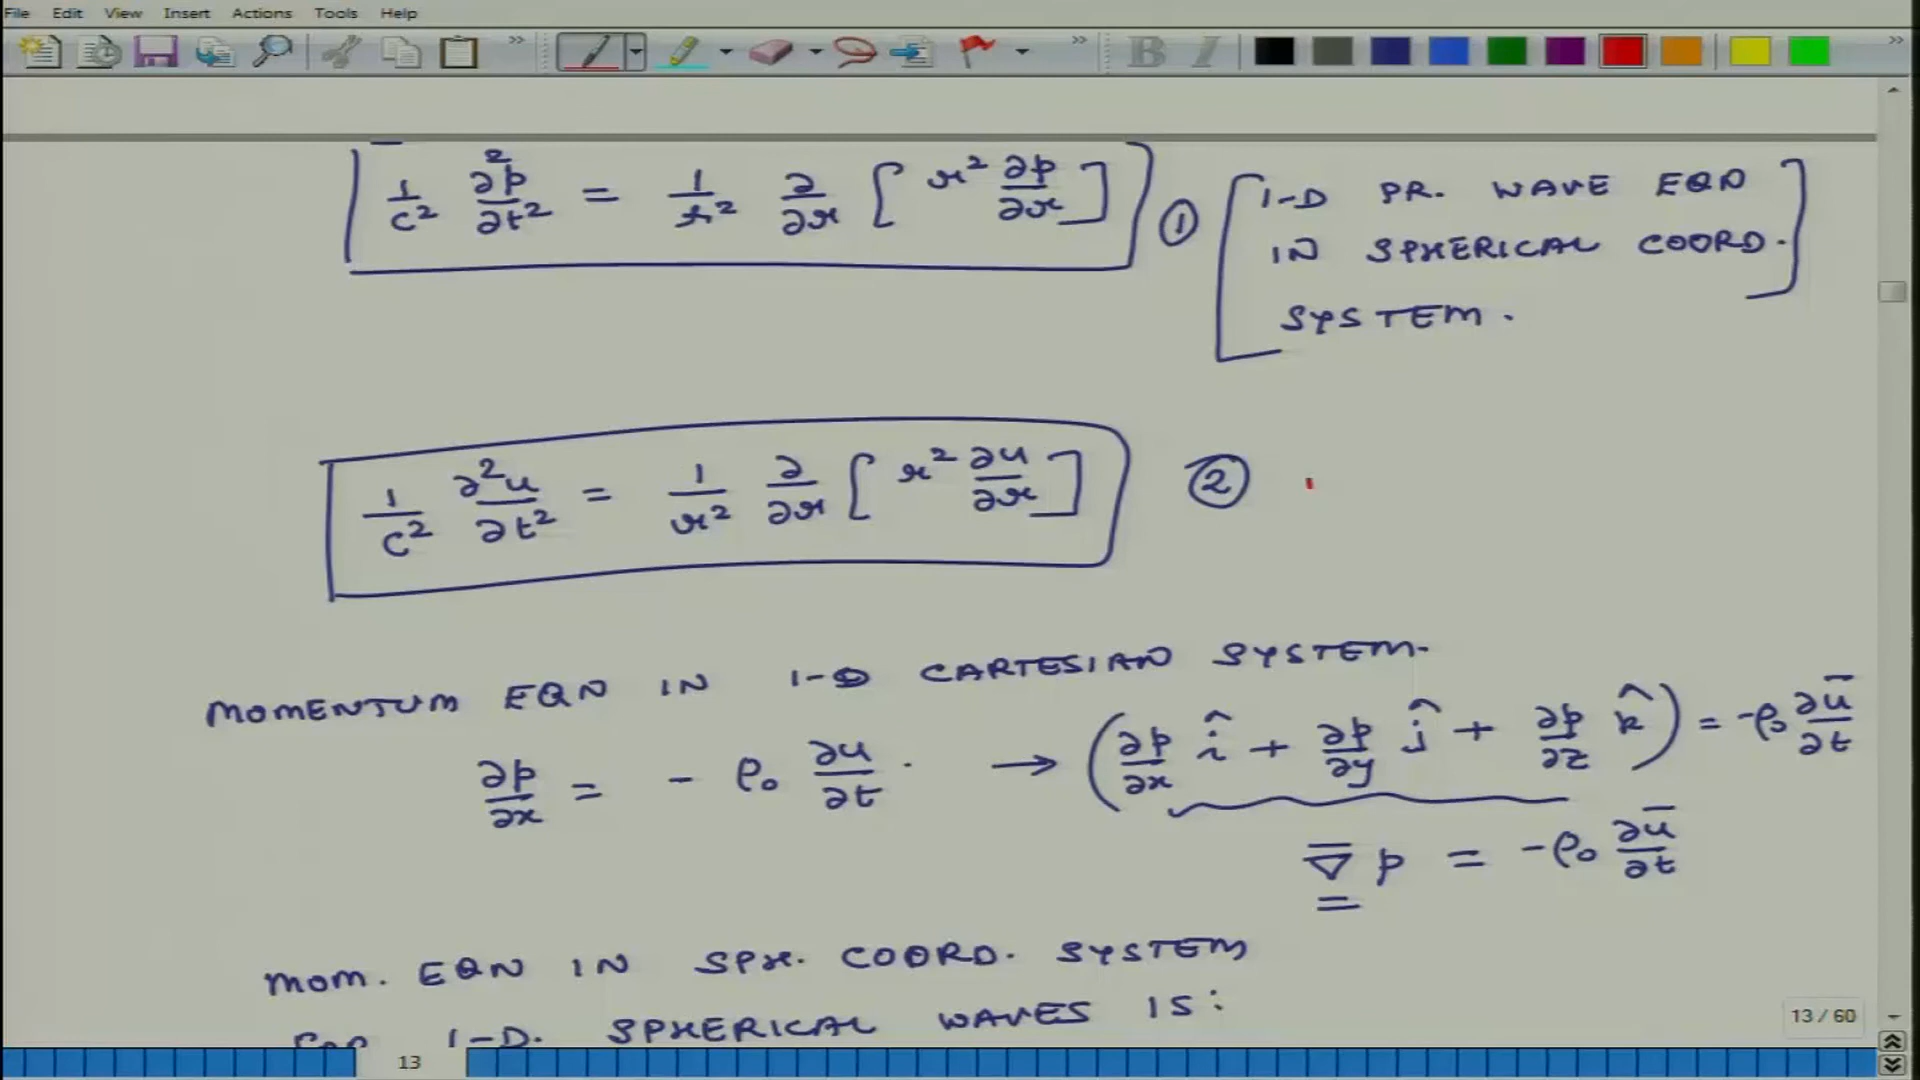 File Edit View Insert Actions Tools Help
B I
1/c² ∂²p/∂t² = 1/r² ∂/∂r [r² ∂p/∂r] ① [1-D PR. WAVE EQN
IN SPHERICAL COORD.
SYSTEM.]
1/c² ∂²u/∂t² = 1/r² ∂/∂r [r² ∂u/∂r] ②
MOMENTUM EQN IN 1-D CARTESIAN SYSTEM.
∂p/∂x = - ρ₀ ∂u/∂t . → (∂p/∂x î + ∂p/∂y ĵ + ∂p/∂z k̂) = -ρ₀ ∂ū/∂t
∇̄ p = -ρ₀ ∂ū/∂t
MOM. EQN IN SPH. COORD. SYSTEM
FOR 1-D. SPHERICAL WAVES IS:
13 / 60
13